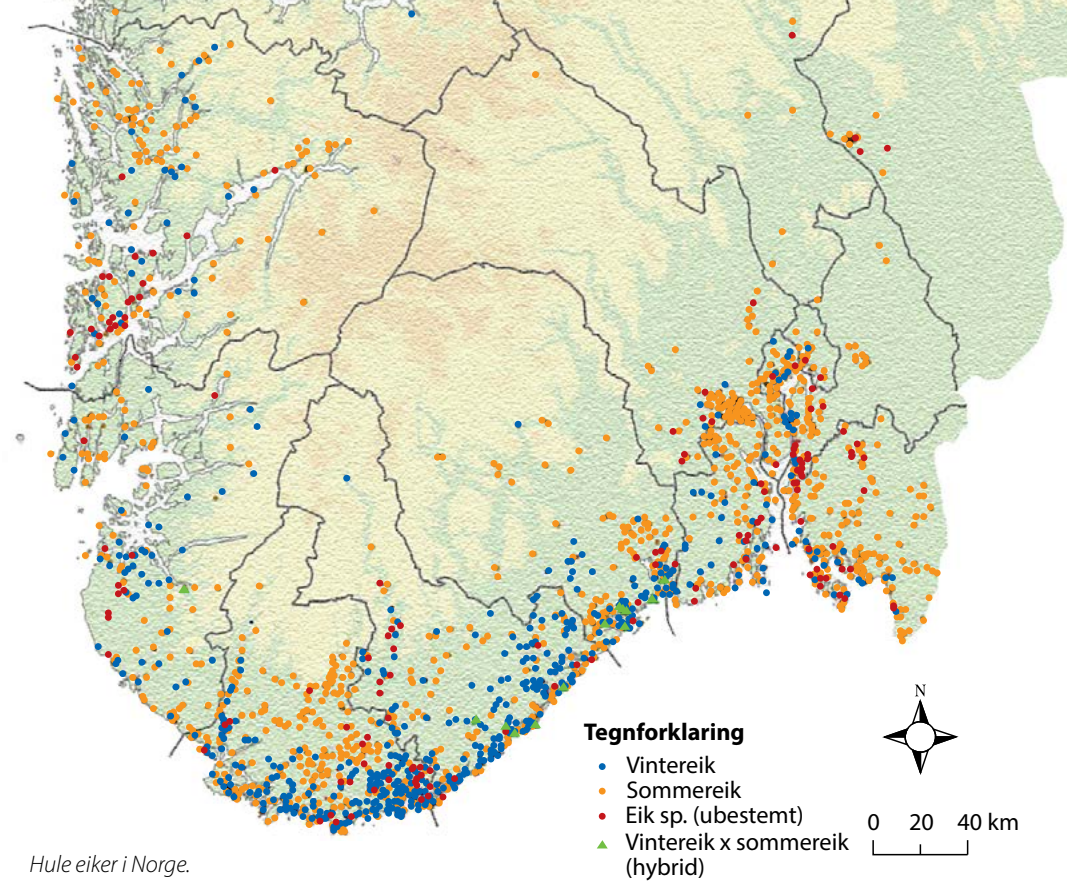 N
Tegnforklaring
Vintereik
Sommereik
Eik sp. (ubestemt)
Vintereik x sommereik
(hybrid)
0 20 40 km
Hule eiker i Norge.